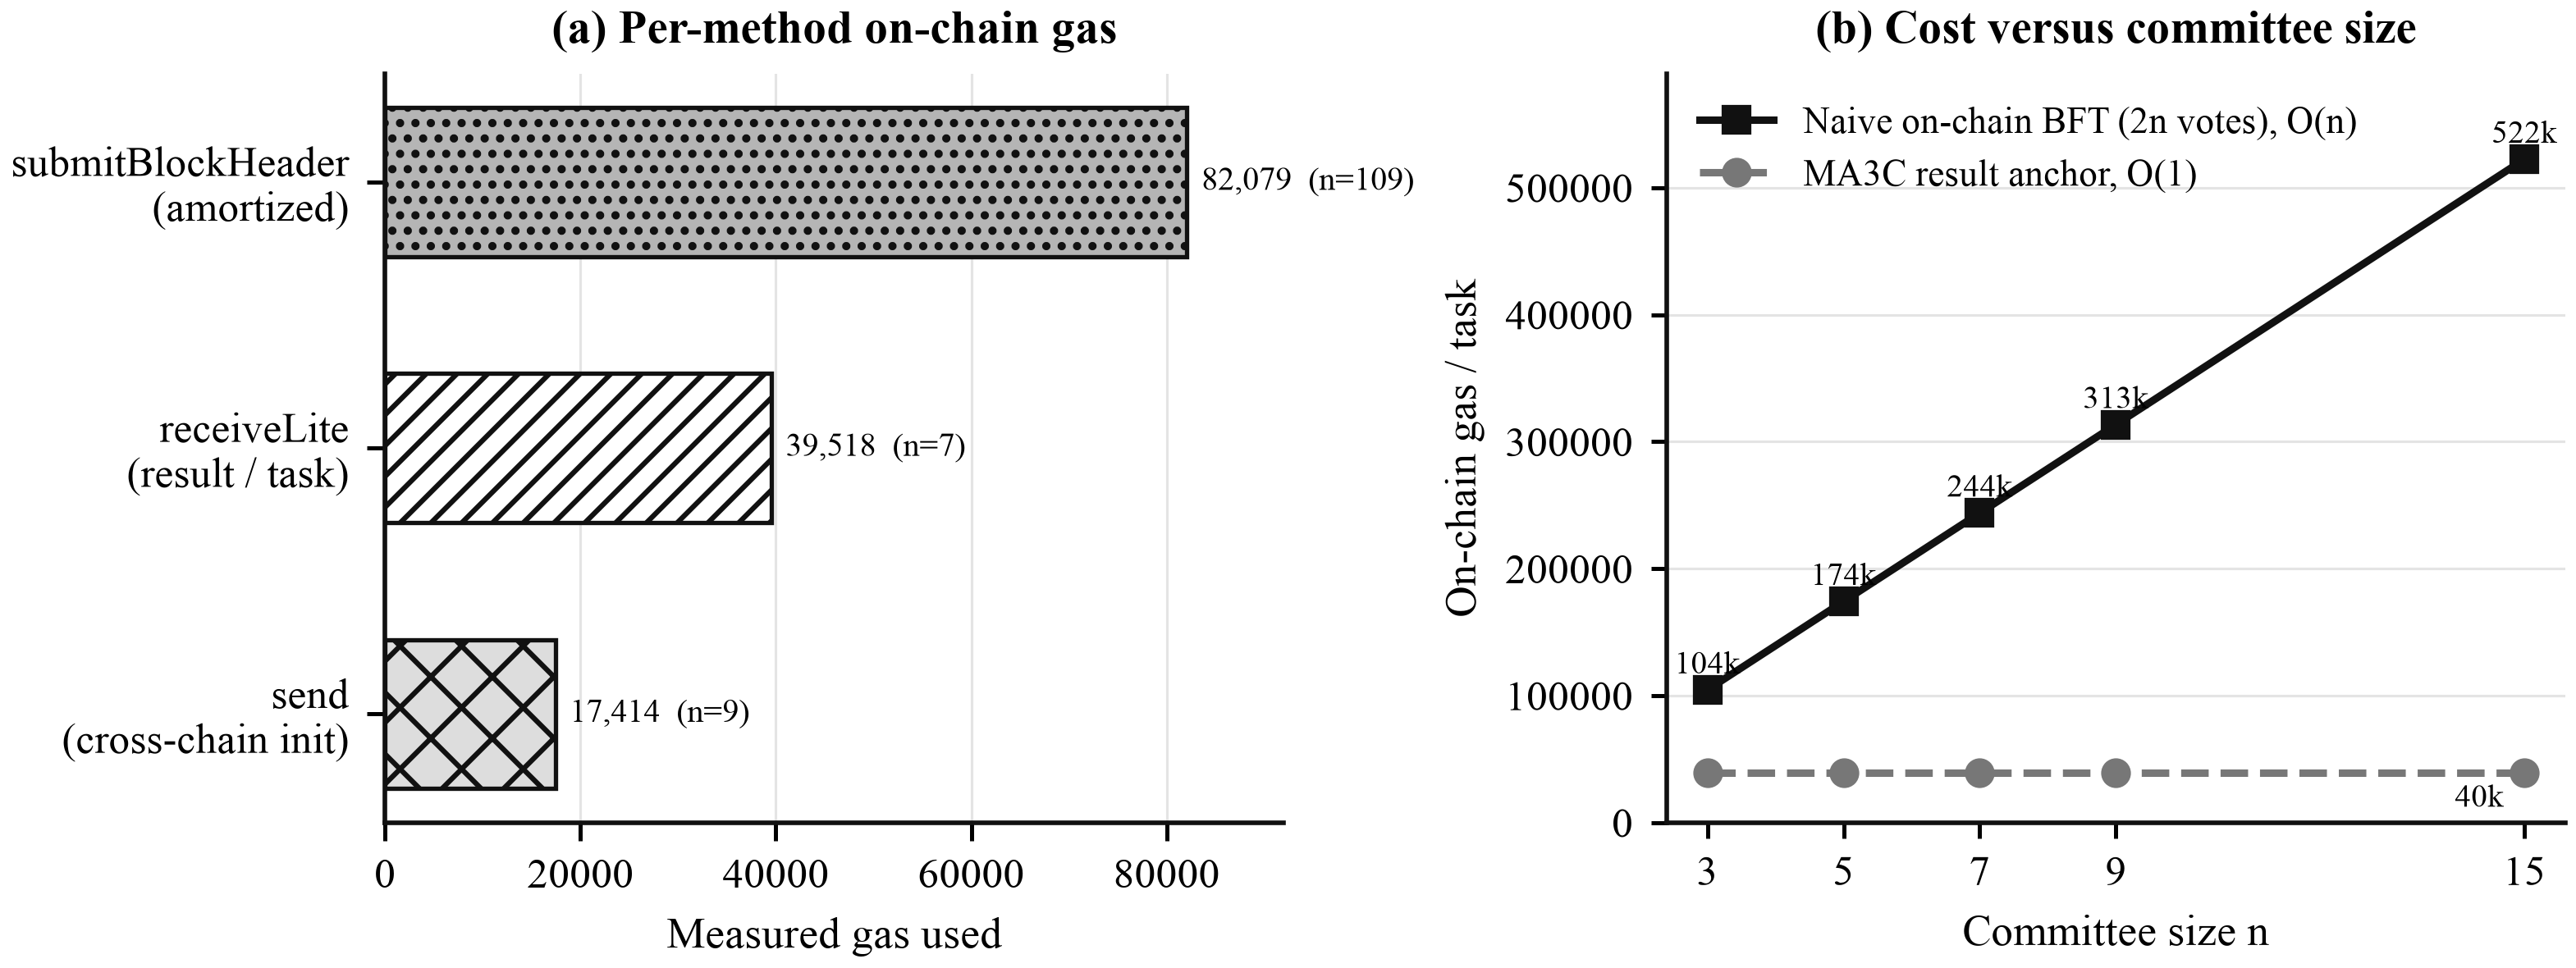 (a) Per-method on-chain gas
submitBlockHeader
(amortized)
82,079 (n=109)
receiveLite
(result / task)
39,518 (n=7)
send
(cross-chain init)
17,414 (n=9)
0
20000
40000
60000
80000
Measured gas used
(b) Cost versus committee size
Naive on-chain BFT (2n votes), O(n)
MA3C result anchor, O(1)
On-chain gas / task
500000
400000
300000
200000
100000
0
104k
174k
244k
313k
522k
40k
3
5
7
9
15
Committee size n